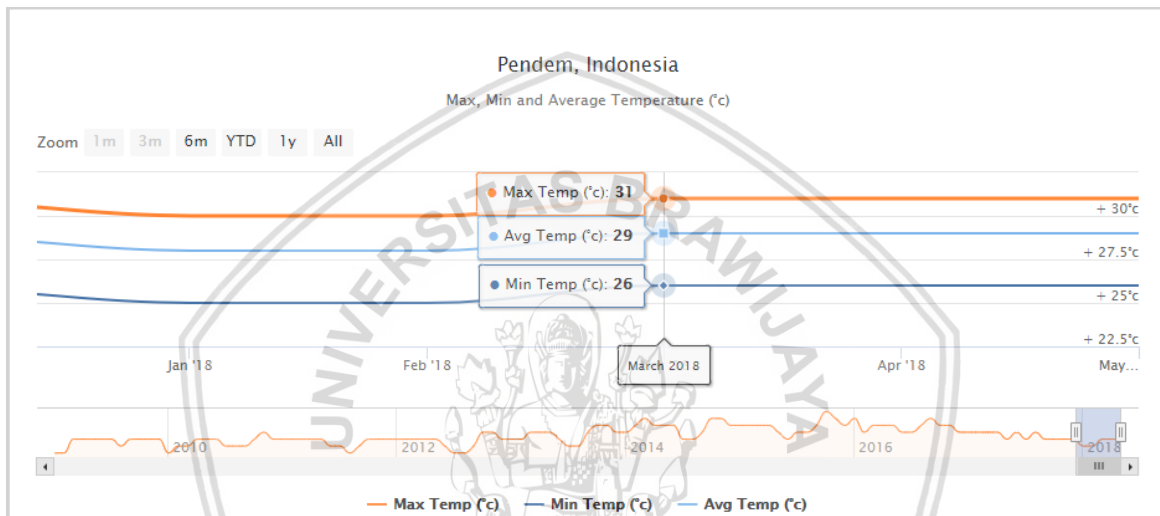 Pendem, Indonesia
Max, Min and Average Temperature (°c)
Zoom 1m 3m 6m YTD 1y All
Max Temp (°c): 31
+ 30°c
Avg Temp (°c): 29
+ 27.5°c
Min Temp (°c): 26
+ 25°c
+ 22.5°c
Jan '18 Feb '18 March 2018 Apr '18 May...
2010 2012 2014 2016 2018
Max Temp (°c) Min Temp (°c) Avg Temp (°c)
UNIVERSITAS BRAWIJAYA